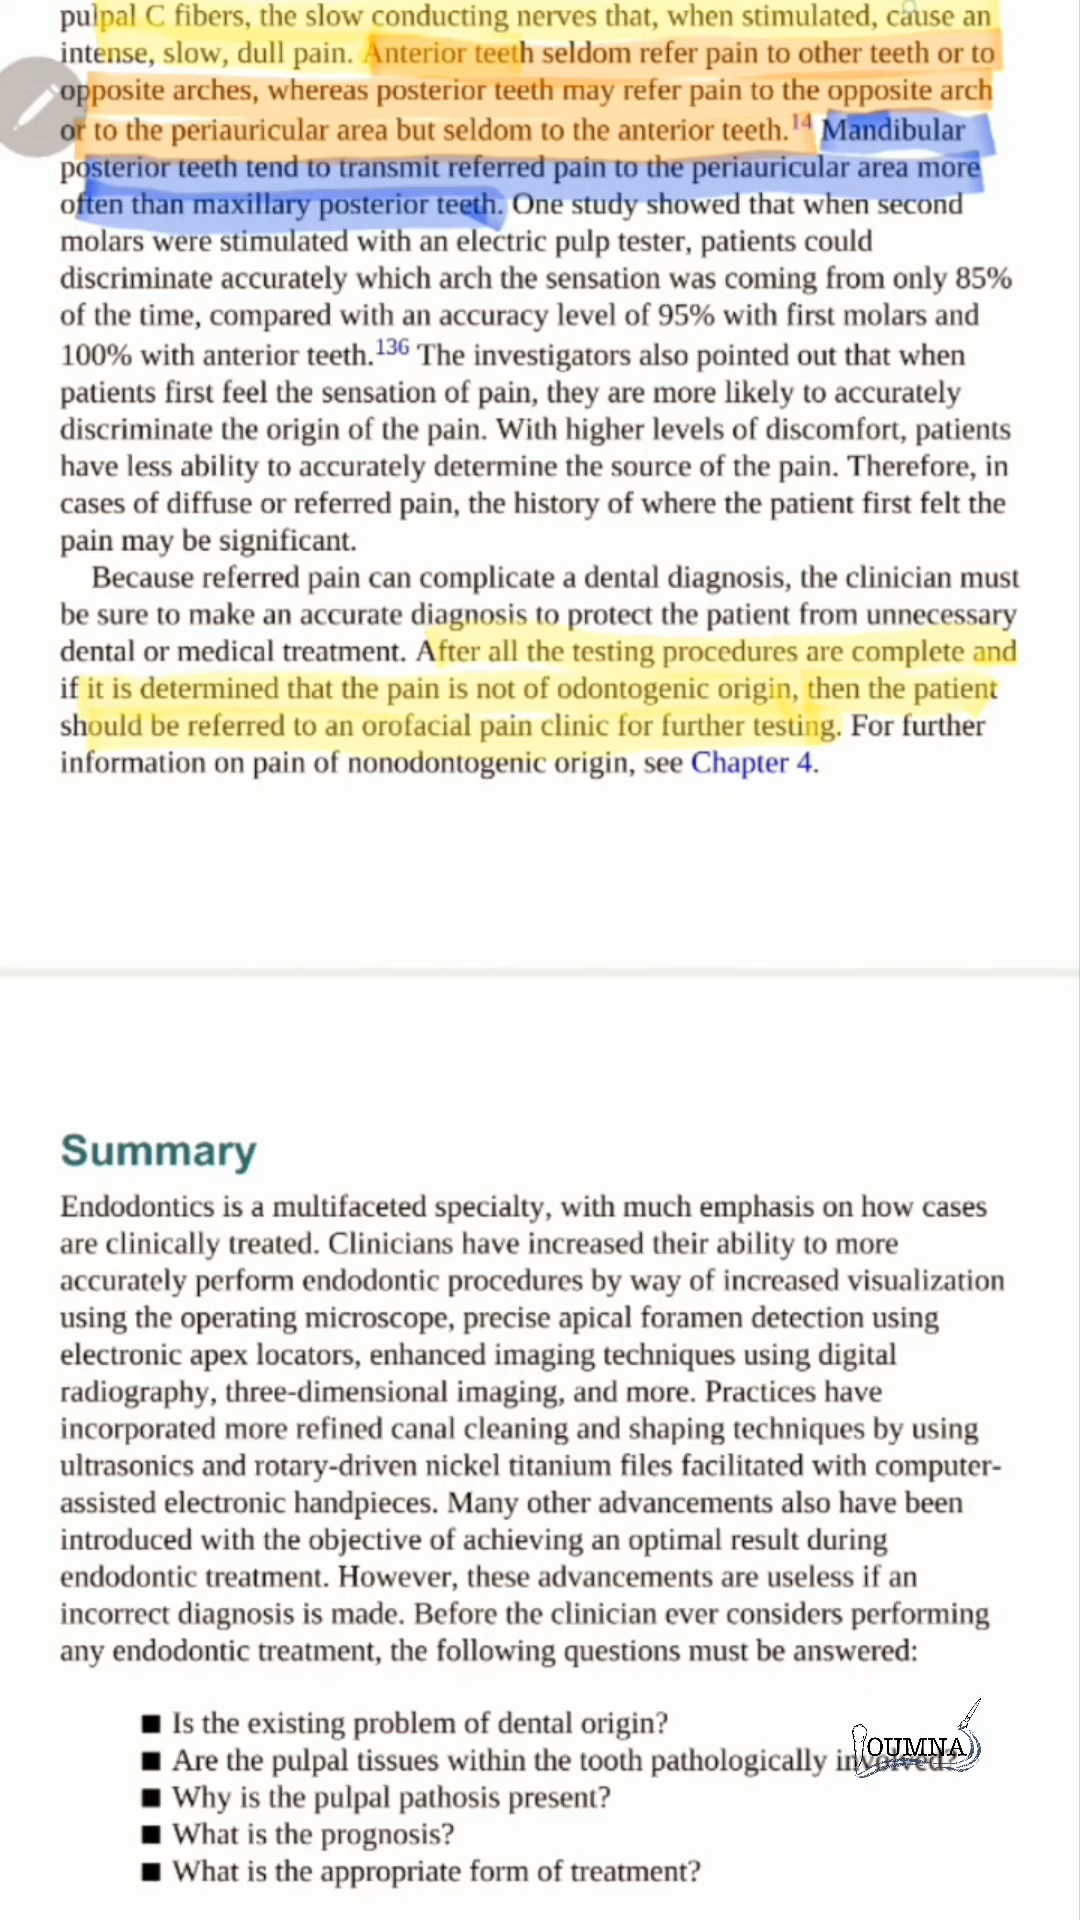 pulpal C fibers, the slow conducting nerves that, when stimulated, cause an
intense, slow, dull pain. Anterior teeth seldom refer pain to other teeth or to
opposite arches, whereas posterior teeth may refer pain to the opposite arch
or to the periauricular area but seldom to the anterior teeth.14 Mandibular
posterior teeth tend to transmit referred pain to the periauricular area more
often than maxillary posterior teeth. One study showed that when second
molars were stimulated with an electric pulp tester, patients could
discriminate accurately which arch the sensation was coming from only 85%
of the time, compared with an accuracy level of 95% with first molars and
100% with anterior teeth.136 The investigators also pointed out that when
patients first feel the sensation of pain, they are more likely to accurately
discriminate the origin of the pain. With higher levels of discomfort, patients
have less ability to accurately determine the source of the pain. Therefore, in
cases of diffuse or referred pain, the history of where the patient first felt the
pain may be significant.
Because referred pain can complicate a dental diagnosis, the clinician must
be sure to make an accurate diagnosis to protect the patient from unnecessary
dental or medical treatment. After all the testing procedures are complete and
if it is determined that the pain is not of odontogenic origin, then the patient
should be referred to an orofacial pain clinic for further testing. For further
information on pain of nonodontogenic origin, see Chapter 4.
Summary
Endodontics is a multifaceted specialty, with much emphasis on how cases
are clinically treated. Clinicians have increased their ability to more
accurately perform endodontic procedures by way of increased visualization
using the operating microscope, precise apical foramen detection using
electronic apex locators, enhanced imaging techniques using digital
radiography, three-dimensional imaging, and more. Practices have
incorporated more refined canal cleaning and shaping techniques by using
ultrasonics and rotary-driven nickel titanium files facilitated with computer-
assisted electronic handpieces. Many other advancements also have been
introduced with the objective of achieving an optimal result during
endodontic treatment. However, these advancements are useless if an
incorrect diagnosis is made. Before the clinician ever considers performing
any endodontic treatment, the following questions must be answered:
■ Is the existing problem of dental origin?
■ Are the pulpal tissues within the tooth pathologically involved?
■ Why is the pulpal pathosis present?
■ What is the prognosis?
■ What is the appropriate form of treatment?
OUMNA